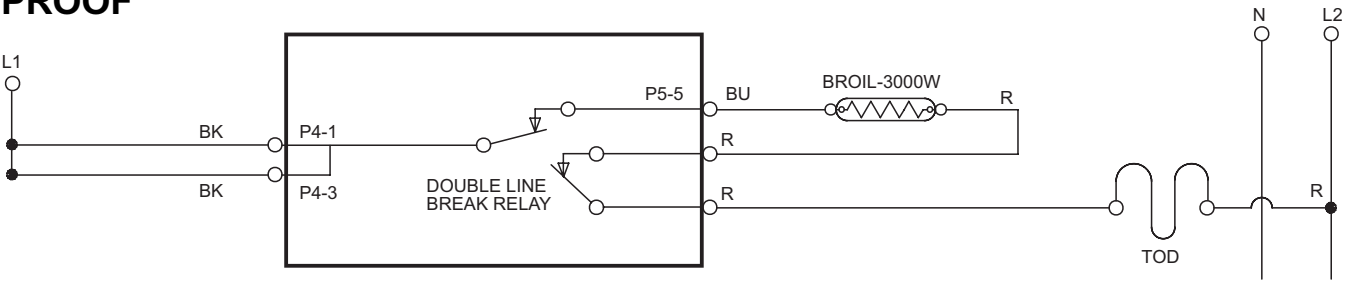 PROOF
N
L2
L1
BK
P4-1
BK
P4-3
P5-5
BU
BROIL-3000W
R
R
DOUBLE LINE
BREAK RELAY
R
R
TOD